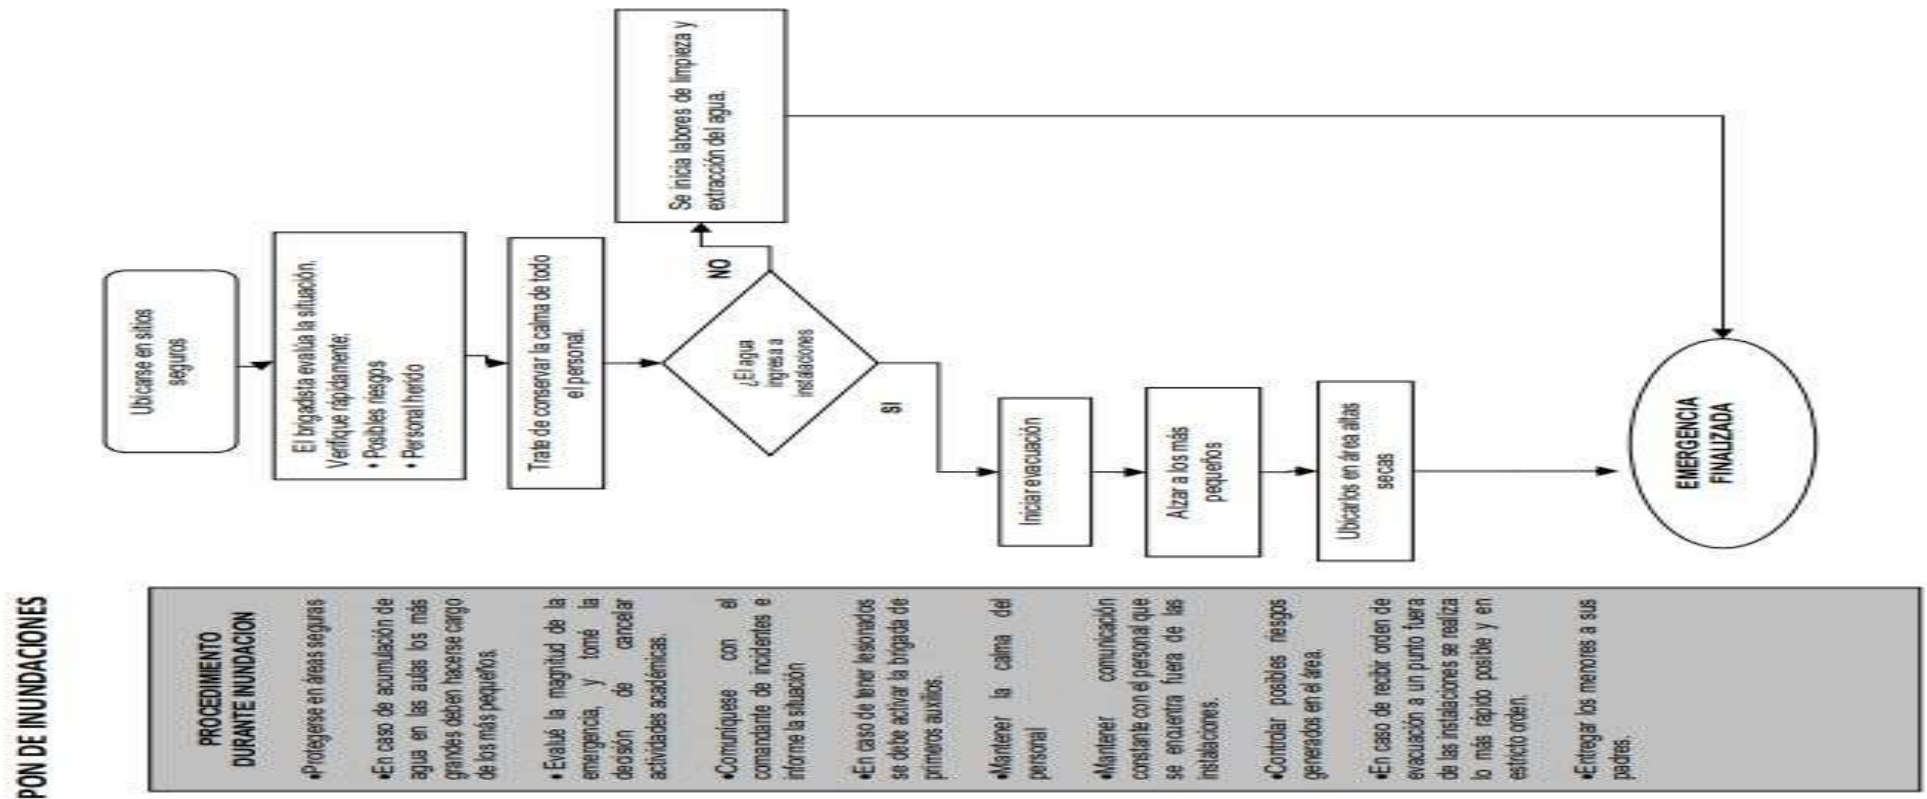 PON DE INUNDACIONES
PROCEDIMIENTO
DURANTE INUNDACION
•Protegerse en áreas seguras
•En caso de acumulación de
agua en las aulas los más
grandes deben hacerse cargo
de los más pequeños.
• Evalué la magnitud de la
emergencia, y tomé la
decisión de cancelar
actividades académicas.
•Comuníquese con el
comandante de incidentes e
informe la situación
•En caso de tener lesionados
se debe activar la brigada de
primeros auxilios.
•Mantener la calma del
personal
•Mantener comunicación
constante con el personal que
se encuentra fuera de las
instalaciones.
•Controlar posibles riesgos
generados en el área.
•En caso de recibir orden de
evacuación a un punto fuera
de las instalaciones se realiza
lo más rápido posible y en
estricto orden.
•Entregar los menores a sus
padres.
Ubicarse en sitios
seguros
El brigadista evalúa la situación.
Verifique rápidamente:
• Posibles riesgos
• Personal herido
Trate de conservar la calma de todo
el personal.
¿El agua
ingresa a
instalaciones
NO
Se inicia labores de limpieza y
extracción del agua.
SI
Iniciar evacuación
Alzar a los más
pequeños
Ubicarlos en área altas
secas
EMERGENCIA
FINALIZADA